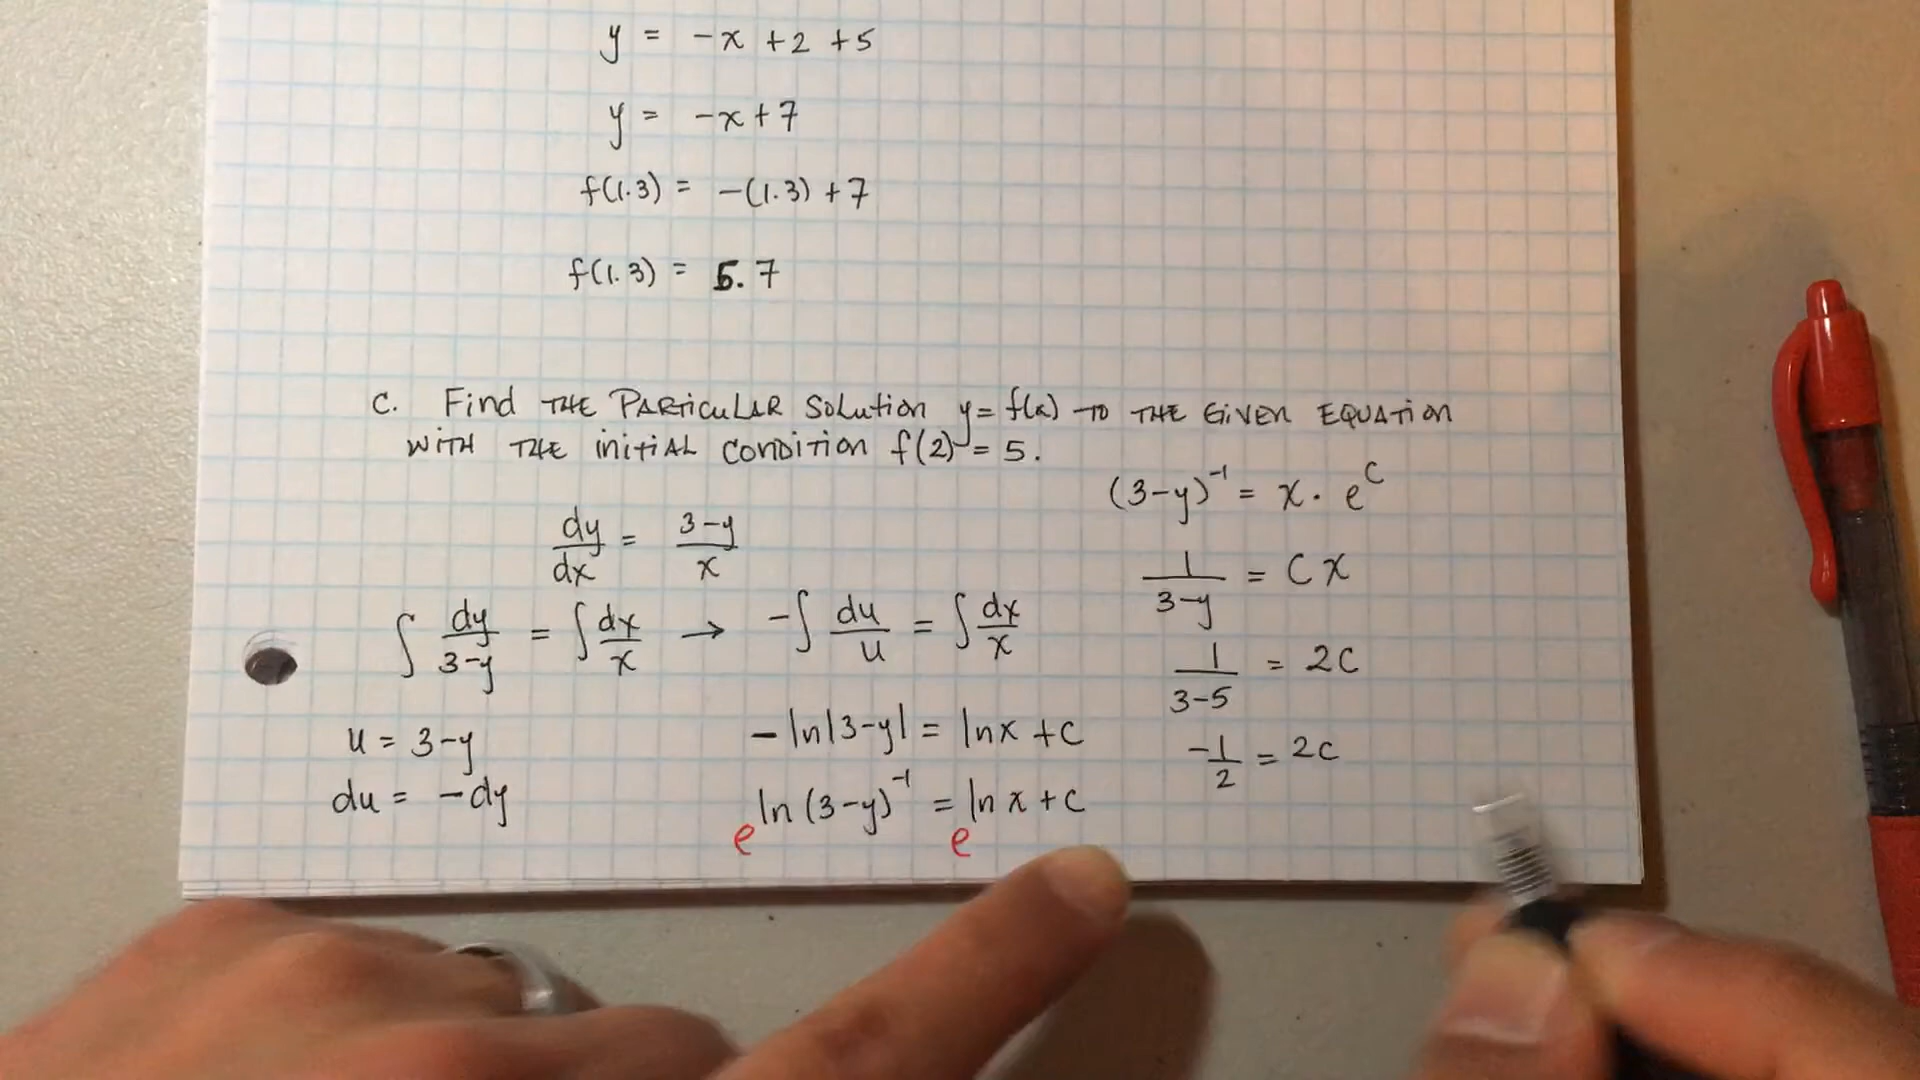 y = -x + 2 + 5
y = -x + 7
f(1.3) = -(1.3) + 7
f(1.3) = 5.7
C. Find THE PARTicuLAR Solution y = f(x) TO THE GiVEN EQUATION
WITH THE initiAL Condition f(2) = 5.
dy/dx = (3-y)/x
∫ dy/(3-y) = ∫ dx/x → -∫ du/u = ∫ dx/x
u = 3-y
du = -dy
-ln|3-y| = lnx + C
e^ln(3-y)^-1 = e^ln x + C
(3-y)^-1 = x · e^C
1/(3-y) = Cx
1/(3-5) = 2C
-1/2 = 2C